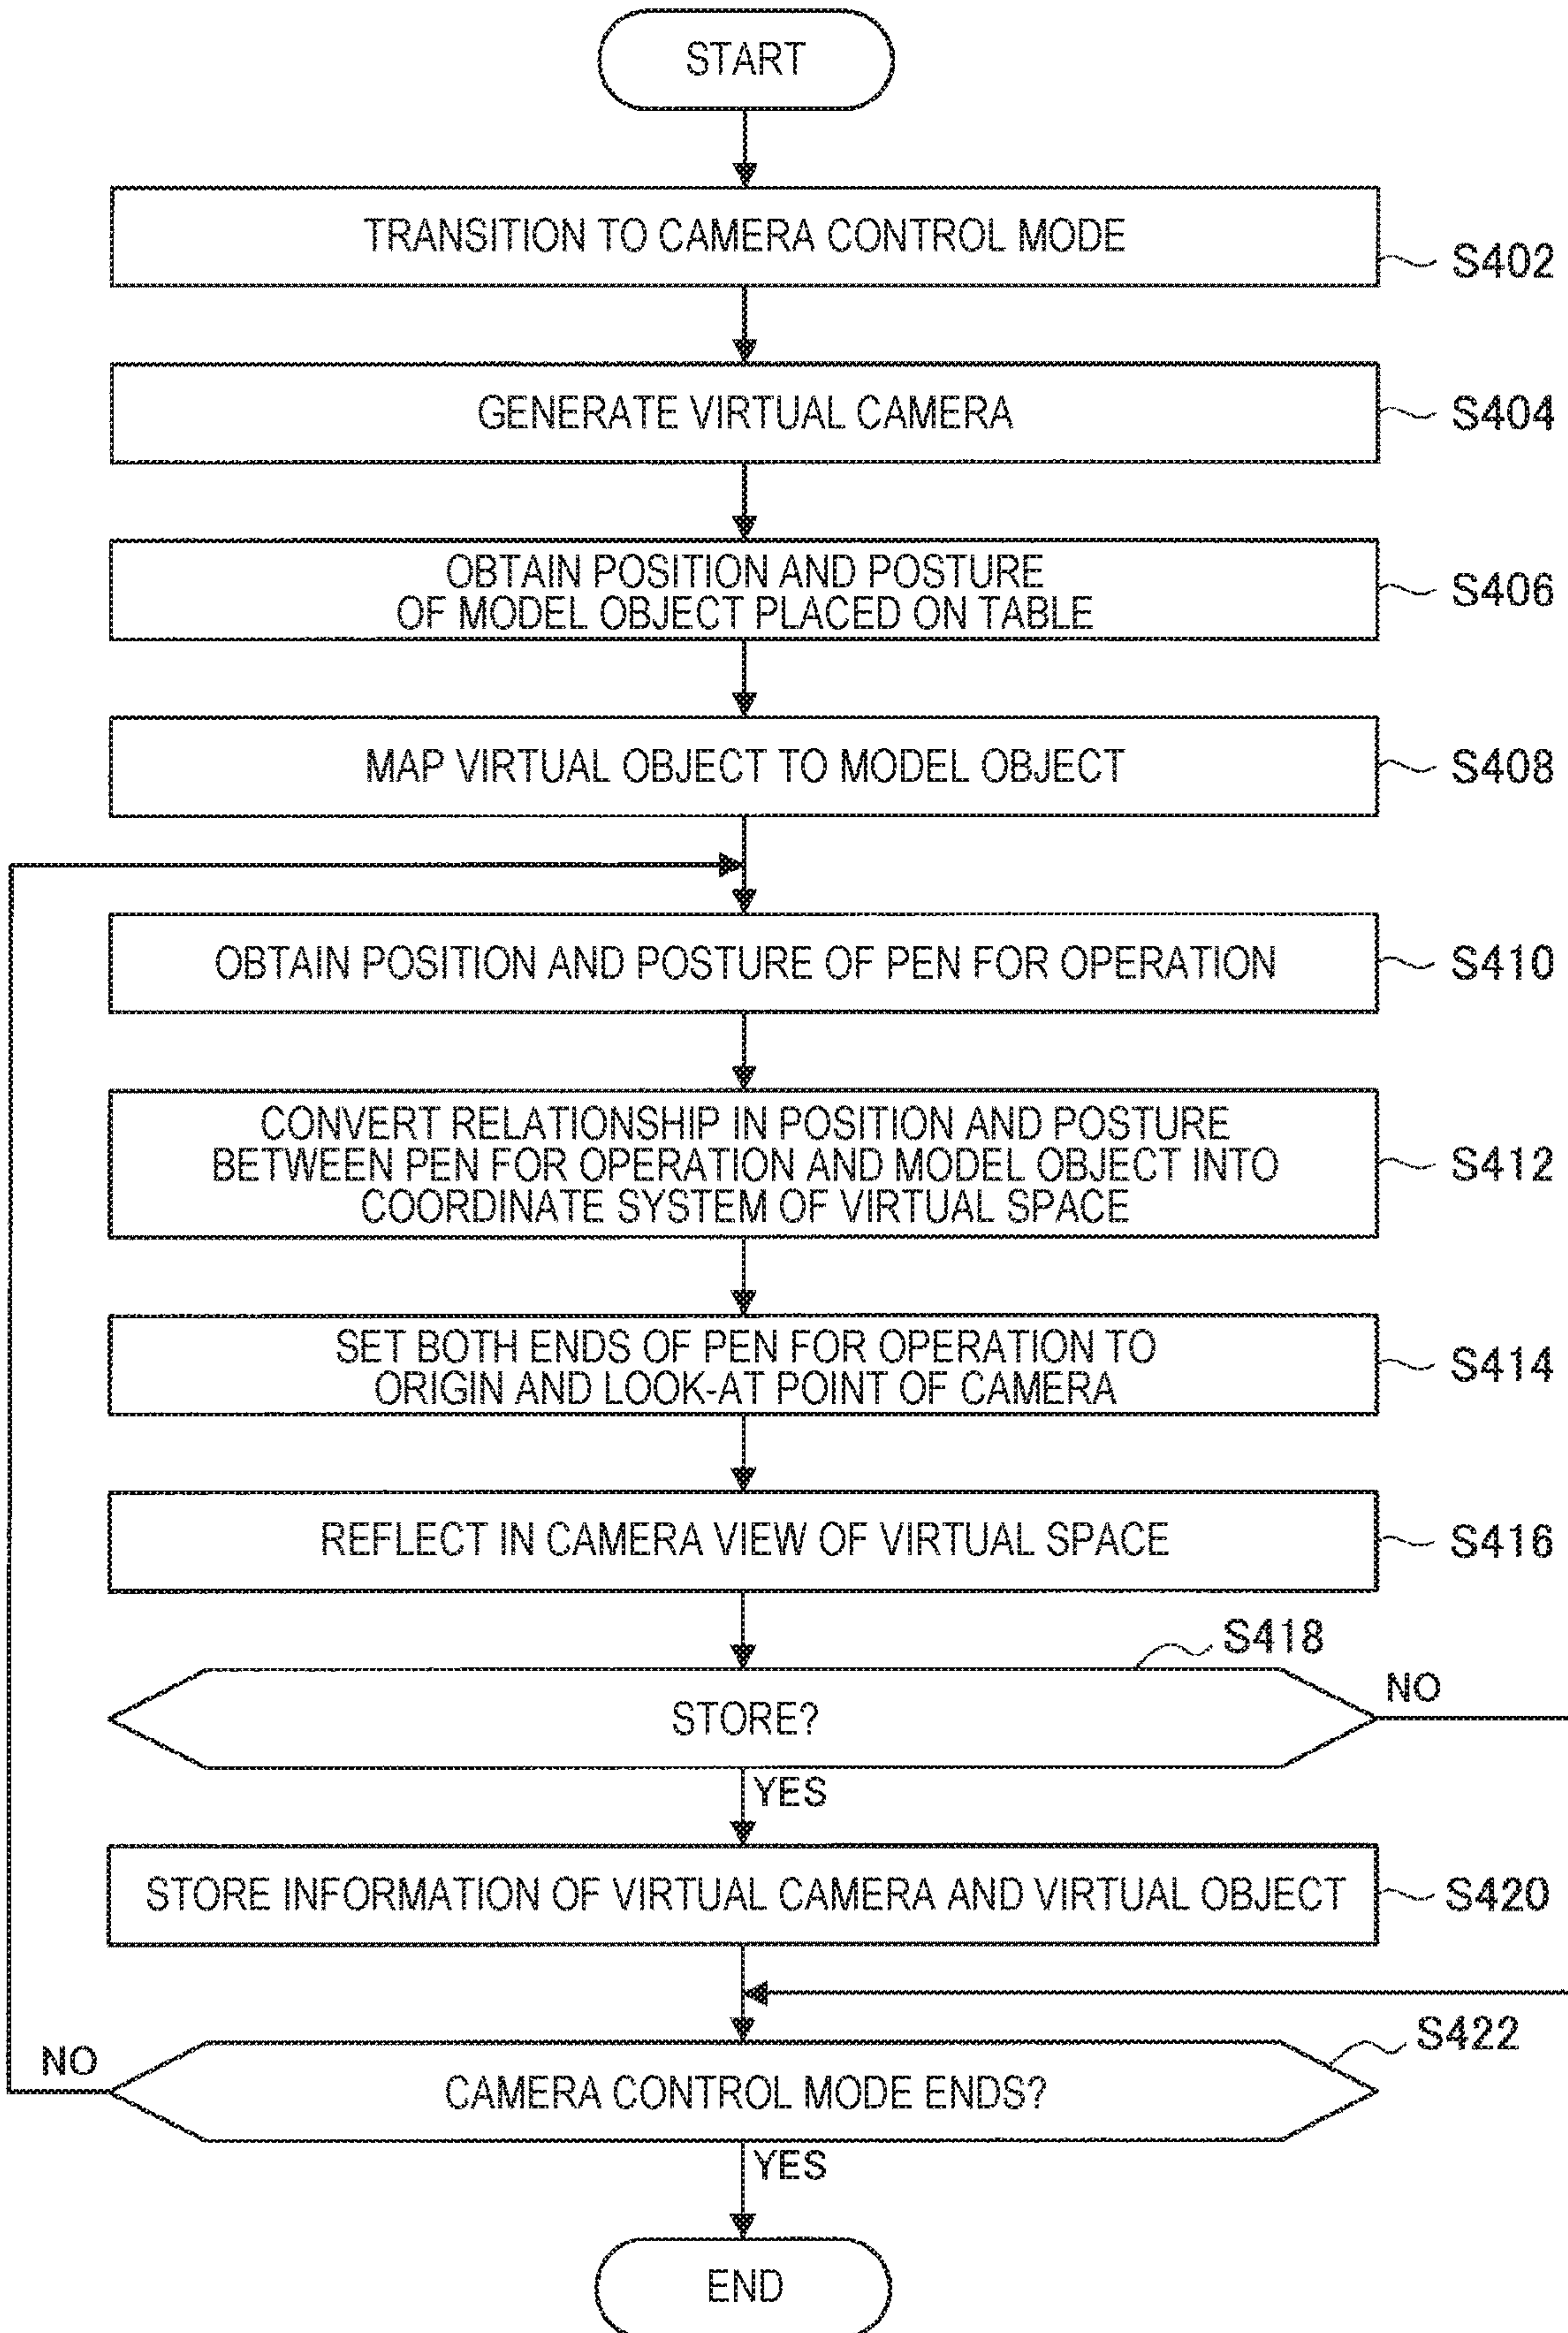 START
TRANSITION TO CAMERA CONTROL MODE
S402
GENERATE VIRTUAL CAMERA
S404
OBTAIN POSITION AND POSTURE
OF MODEL OBJECT PLACED ON TABLE
S406
MAP VIRTUAL OBJECT TO MODEL OBJECT
S408
OBTAIN POSITION AND POSTURE OF PEN FOR OPERATION
S410
CONVERT RELATIONSHIP IN POSITION AND POSTURE
BETWEEN PEN FOR OPERATION AND MODEL OBJECT INTO
COORDINATE SYSTEM OF VIRTUAL SPACE
S412
SET BOTH ENDS OF PEN FOR OPERATION TO
ORIGIN AND LOOK-AT POINT OF CAMERA
S414
REFLECT IN CAMERA VIEW OF VIRTUAL SPACE
S416
S418
STORE?
NO
YES
STORE INFORMATION OF VIRTUAL CAMERA AND VIRTUAL OBJECT
S420
S422
NO
CAMERA CONTROL MODE ENDS?
YES
END